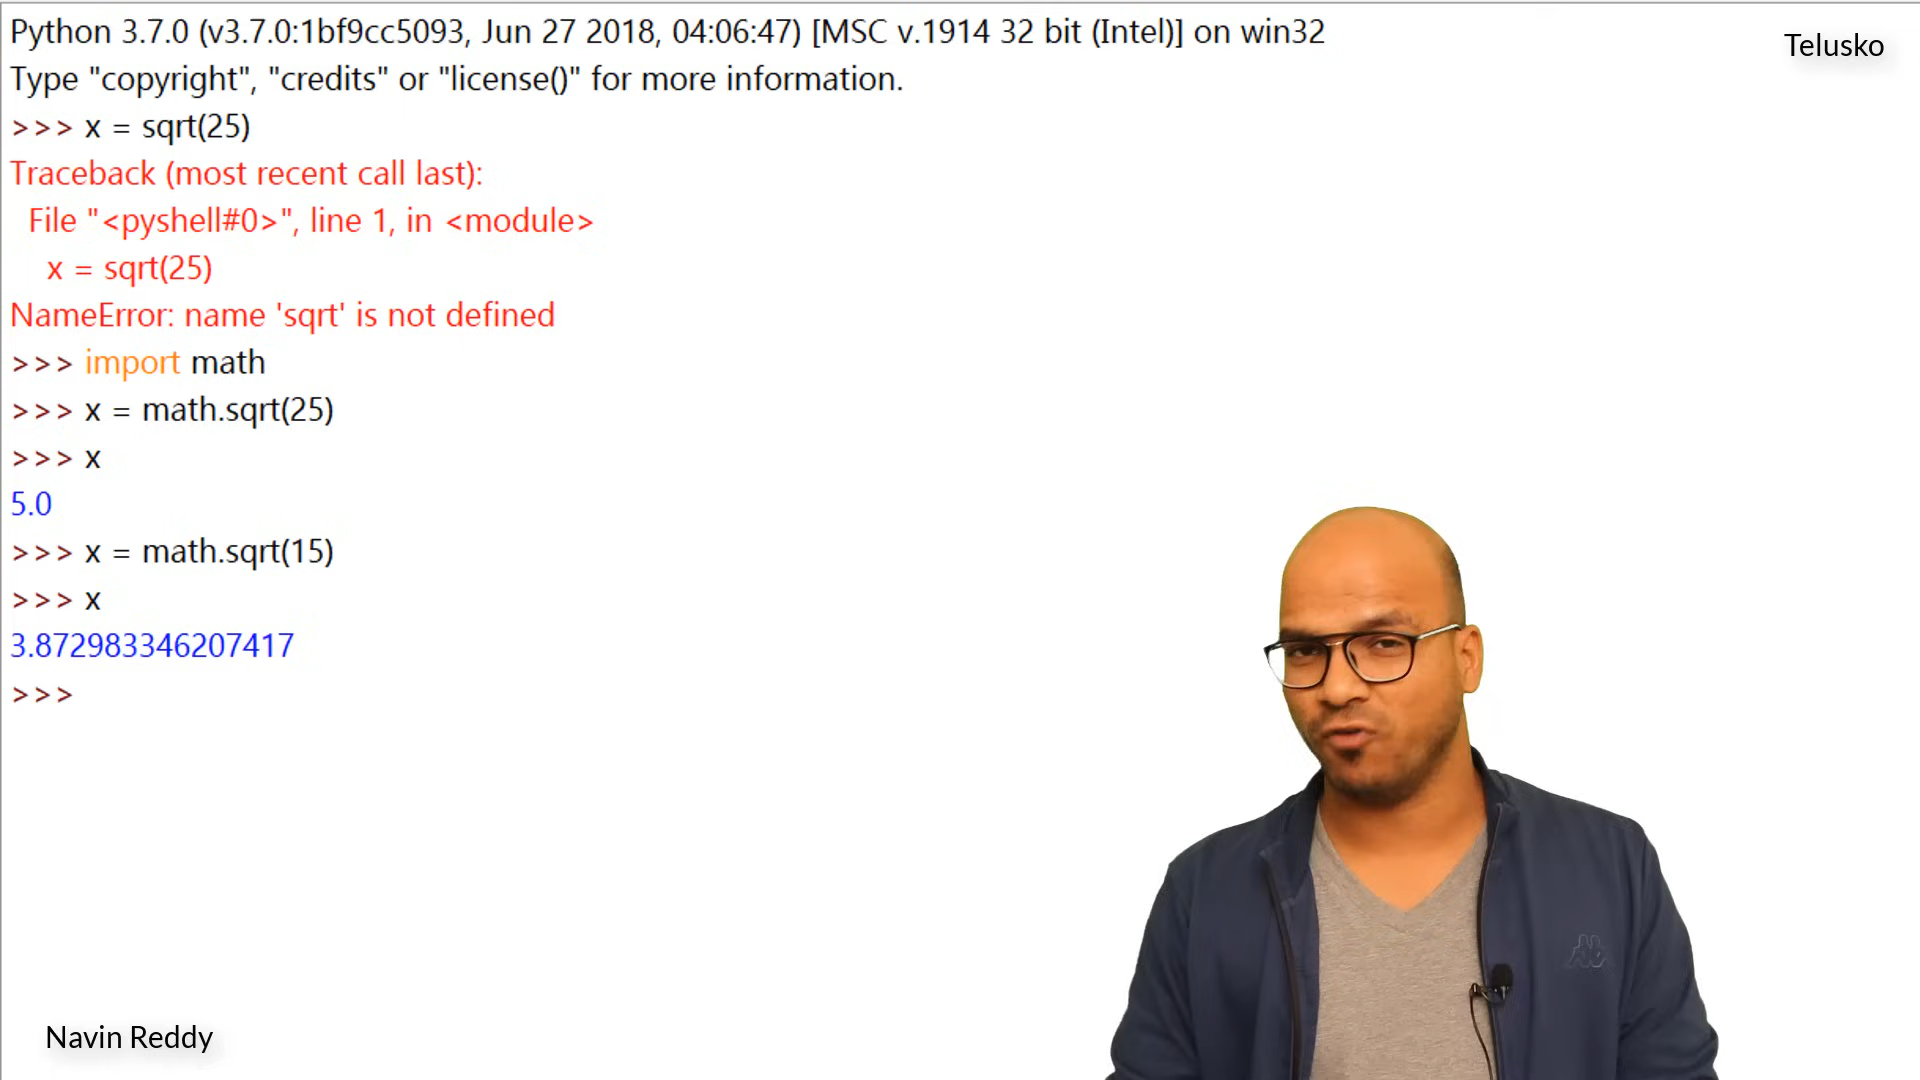 Python 3.7.0 (v3.7.0:1bf9cc5093, Jun 27 2018, 04:06:47) [MSC v.1914 32 bit (Intel)] on win32
Telusko
Type "copyright", "credits" or "license()" for more information.
>>> x = sqrt(25)
Traceback (most recent call last):
  File "<pyshell#0>", line 1, in <module>
    x = sqrt(25)
NameError: name 'sqrt' is not defined
>>> import math
>>> x = math.sqrt(25)
>>> x
5.0
>>> x = math.sqrt(15)
>>> x
3.872983346207417
>>>
Navin Reddy